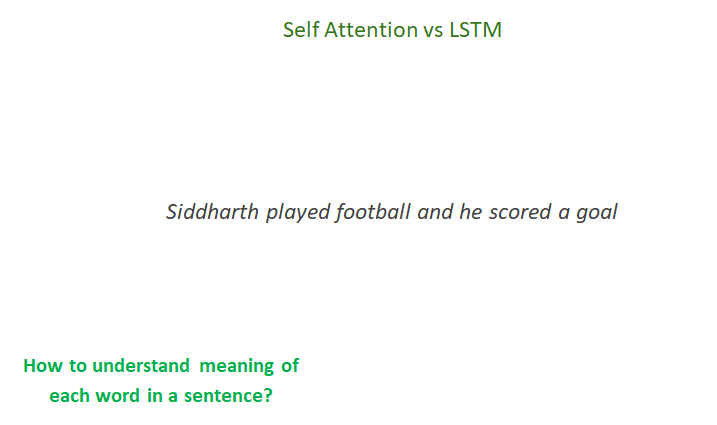 Self Attention vs LSTM
Siddharth played football and he scored a goal
How to understand meaning of
each word in a sentence?